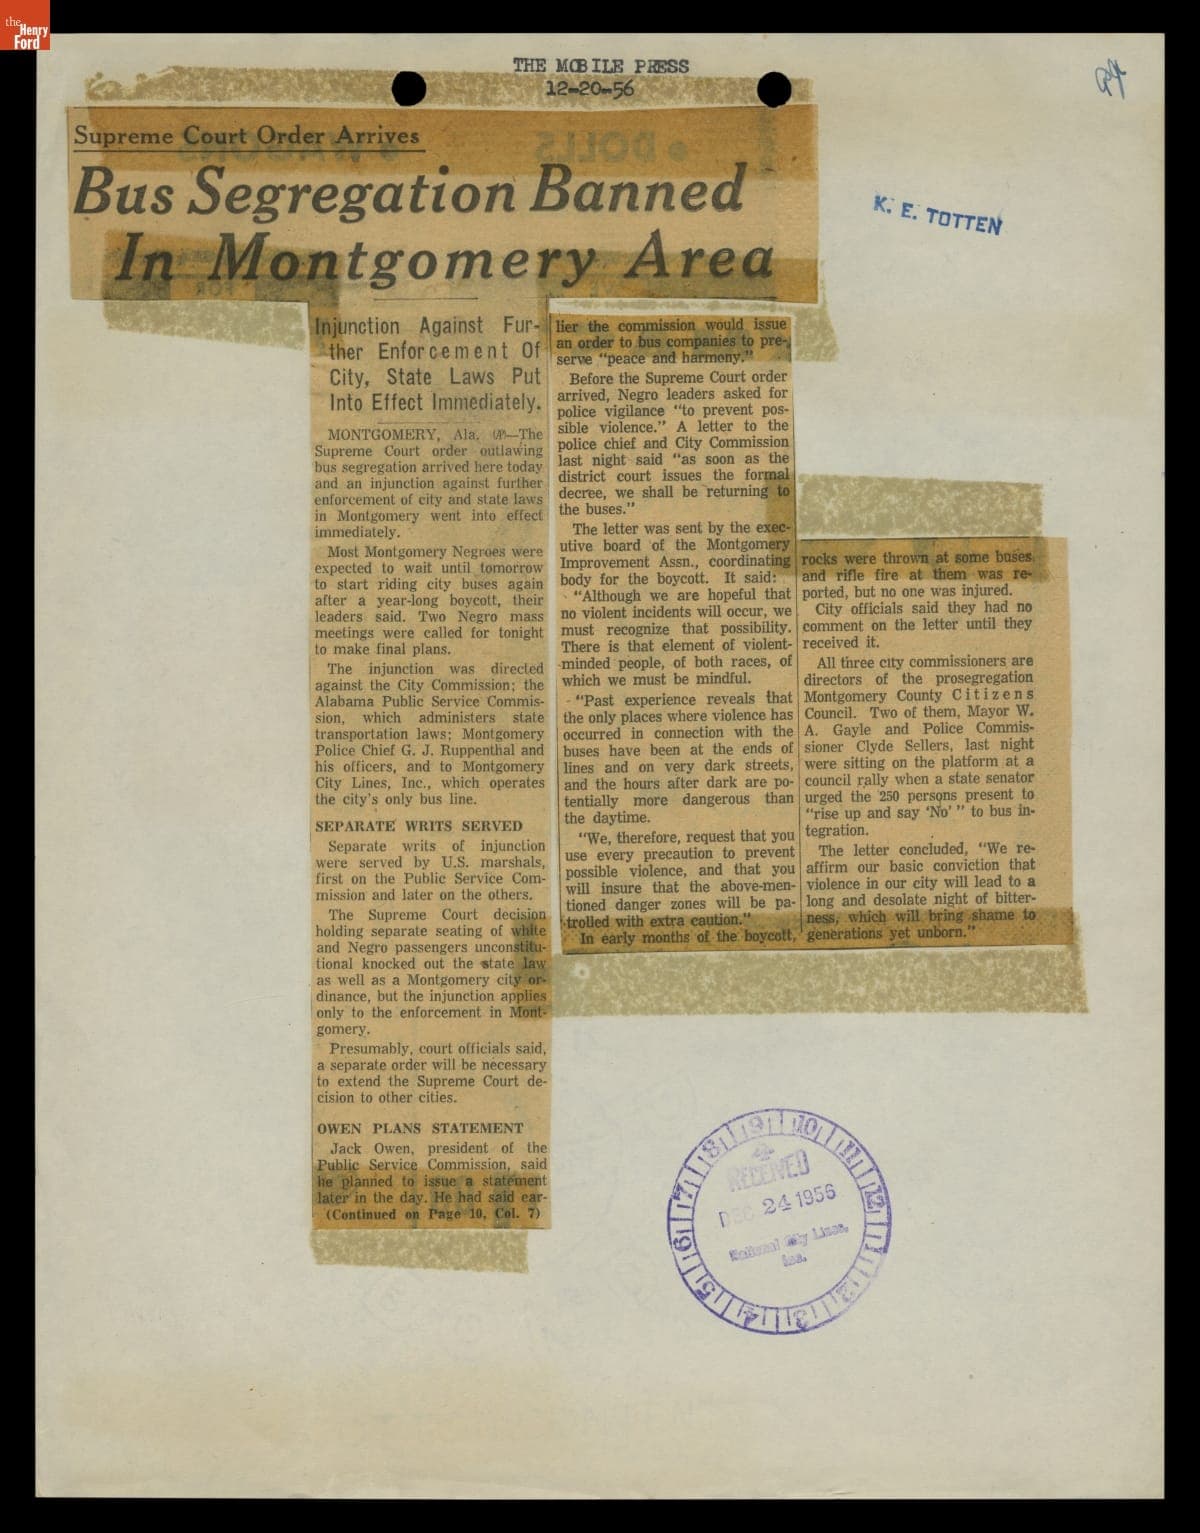 the
Henry
Ford
THE MOBILE PRESS
12-20-56
K. E. TOTTEN
Supreme Court Order Arrives
Bus Segregation Banned
In Montgomery Area
Injunction Against Fur-
ther Enforcement Of
City, State Laws Put
Into Effect Immediately.
MONTGOMERY, Ala. (AP)—The
Supreme Court order outlawing
bus segregation arrived here today
and an injunction against further
enforcement of city and state laws
in Montgomery went into effect
immediately.
Most Montgomery Negroes were
expected to wait until tomorrow
to start riding city buses again
after a year-long boycott, their
leaders said. Two Negro mass
meetings were called for tonight
to make final plans.
The injunction was directed
against the City Commission; the
Alabama Public Service Commis-
sion, which administers state
transportation laws; Montgomery
Police Chief G. J. Ruppenthal and
his officers, and to Montgomery
City Lines, Inc., which operates
the city's only bus line.
SEPARATE WRITS SERVED
Separate writs of injunction
were served by U.S. marshals,
first on the Public Service Com-
mission and later on the others.
The Supreme Court decision
holding separate seating of white
and Negro passengers unconstitu-
tional knocked out the state law
as well as a Montgomery city or-
dinance, but the injunction applies
only to the enforcement in Mont-
gomery.
Presumably, court officials said,
a separate order will be necessary
to extend the Supreme Court de-
cision to other cities.
OWEN PLANS STATEMENT
Jack Owen, president of the
Public Service Commission, said
he planned to issue a statement
later in the day. He had said ear-
(Continued on Page 10, Col. 7)
lier the commission would issue
an order to bus companies to pre-
serve "peace and harmony."
Before the Supreme Court order
arrived, Negro leaders asked for
police vigilance "to prevent pos-
sible violence." A letter to the
police chief and City Commission
last night said "as soon as the
district court issues the formal
decree, we shall be returning to
the buses."
The letter was sent by the exec-
utive board of the Montgomery
Improvement Assn., coordinating
body for the boycott. It said:
"Although we are hopeful that
no violent incidents will occur, we
must recognize that possibility.
There is that element of violent-
minded people, of both races, of
which we must be mindful.
"Past experience reveals that
the only places where violence has
occurred in connection with the
buses have been at the ends of
lines and on very dark streets,
and the hours after dark are po-
tentially more dangerous than
the daytime.
"We, therefore, request that you
use every precaution to prevent
possible violence, and that you
will insure that the above-men-
tioned danger zones will be pa-
trolled with extra caution."
In early months of the boycott,
rocks were thrown at some buses
and rifle fire at them was re-
ported, but no one was injured.
City officials said they had no
comment on the letter until they
received it.
All three city commissioners are
directors of the prosegregation
Montgomery County Citizens
Council. Two of them, Mayor W.
A. Gayle and Police Commis-
sioner Clyde Sellers, last night
were sitting on the platform at a
council rally when a state senator
urged the 250 persons present to
"rise up and say 'No' " to bus in-
tegration.
The letter concluded, "We re-
affirm our basic conviction that
violence in our city will lead to a
long and desolate night of bitter-
ness, which will bring shame to
generations yet unborn."
7 8 9 10 11 12 1 2 3 4 5 6
RECEIVED
DEC 24 1956
National City Lines,
Inc.